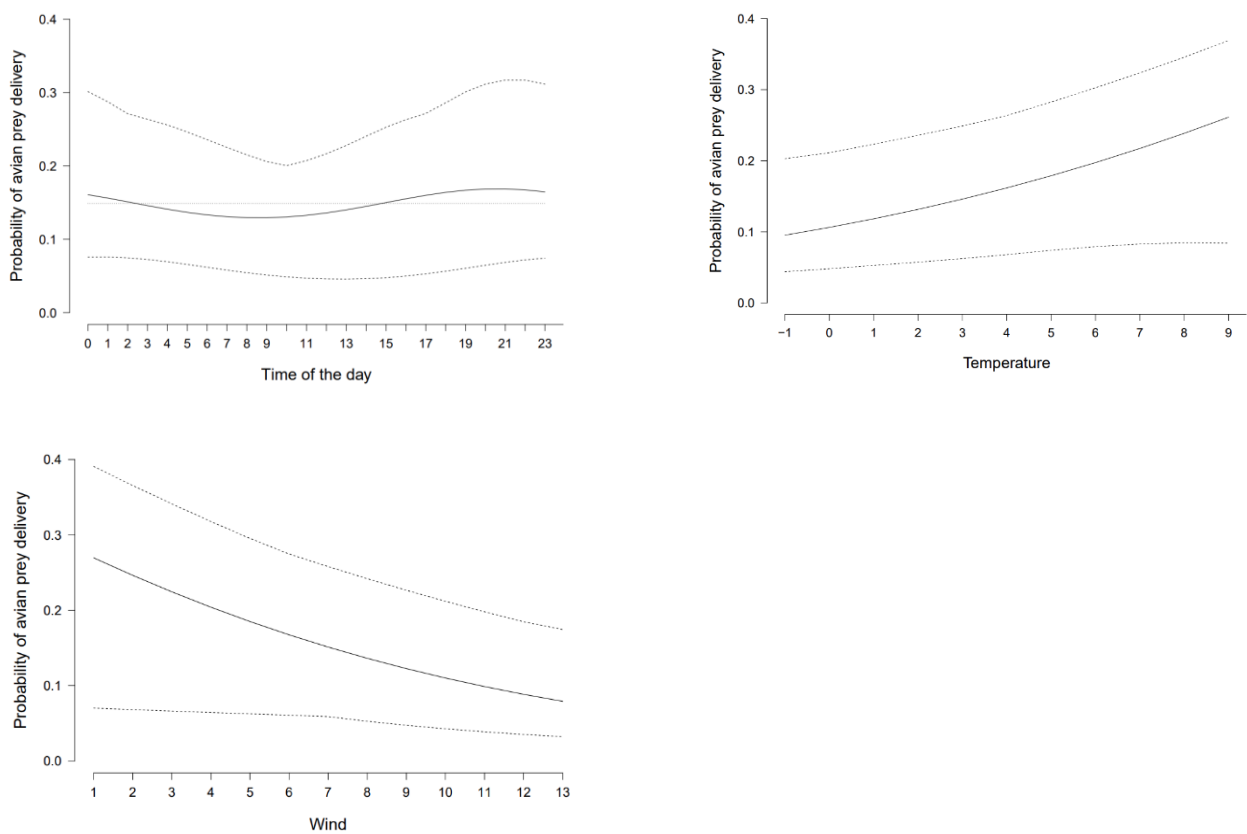 Probability of avian prey delivery
0.4
0.3
0.2
0.1
0.0
0 1 2 3 4 5 6 7 8 9 11 13 15 17 19 21 23
Time of the day
Probability of avian prey delivery
0.4
0.3
0.2
0.1
0.0
−1 0 1 2 3 4 5 6 7 8 9
Temperature
Probability of avian prey delivery
0.4
0.3
0.2
0.1
0.0
1 2 3 4 5 6 7 8 9 10 11 12 13
Wind